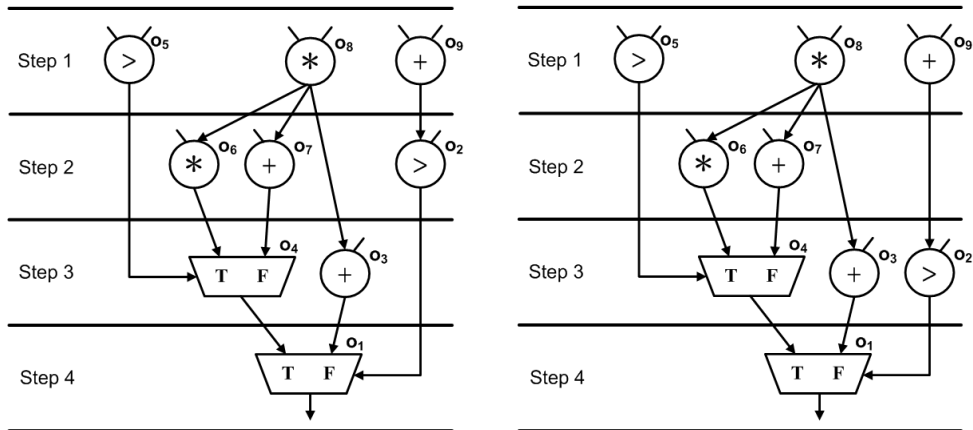 Step 1 > o5 * o8 + o9
Step 2 * o6 + o7 > o2
Step 3 T F o4 + o3
Step 4 T F o1
Step 1 > o5 * o8 + o9
Step 2 * o6 + o7
Step 3 T F o4 + o3 > o2
Step 4 T F o1